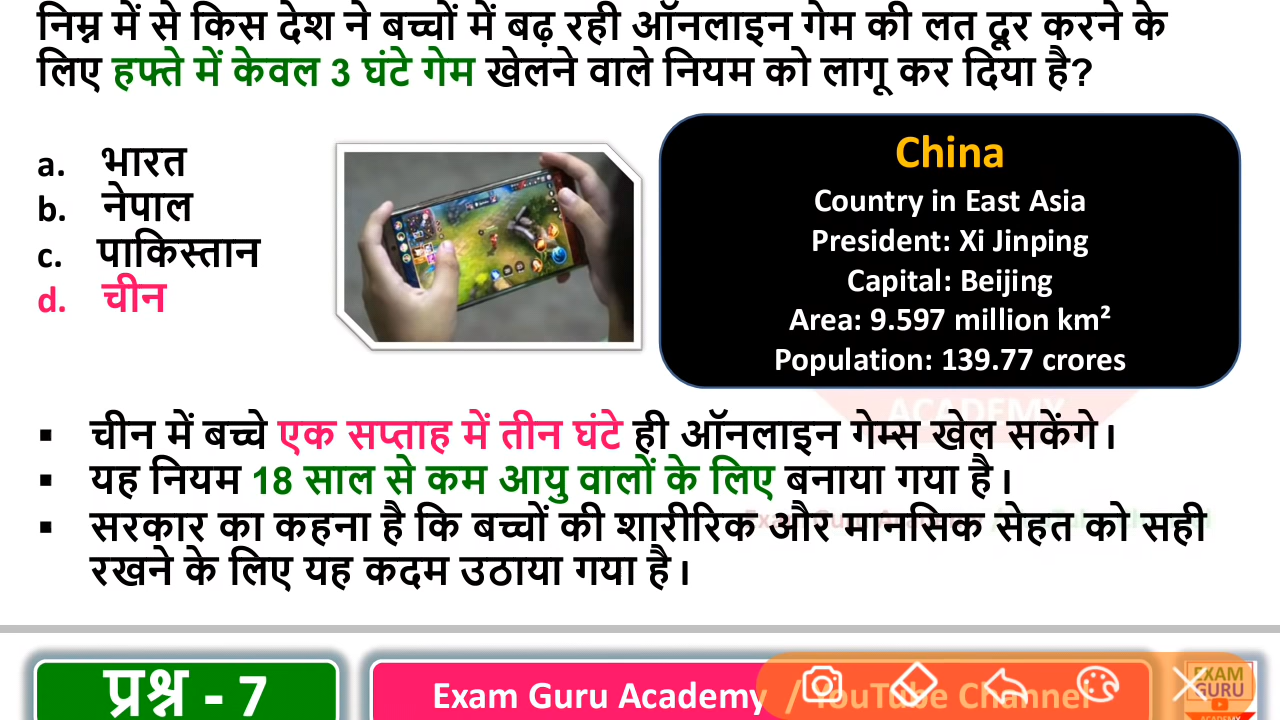 निम्न में से किस देश ने बच्चों में बढ़ रही ऑनलाइन गेम की लत दूर करने के
लिए हफ्ते में केवल 3 घंटे गेम खेलने वाले नियम को लागू कर दिया है?
a. भारत
b. नेपाल
c. पाकिस्तान
d. चीन
China
Country in East Asia
President: Xi Jinping
Capital: Beijing
Area: 9.597 million km²
Population: 139.77 crores
ACADEMY
चीन में बच्चे एक सप्ताह में तीन घंटे ही ऑनलाइन गेम्स खेल सकेंगे।
यह नियम 18 साल से कम आयु वालों के लिए बनाया गया है।
सरकार का कहना है कि बच्चों की शारीरिक और मानसिक सेहत को सही
रखने के लिए यह कदम उठाया गया है।
प्रश्न - 7
Exam Guru Academy / YouTube Channel
EXAM
GURU
ACADEMY